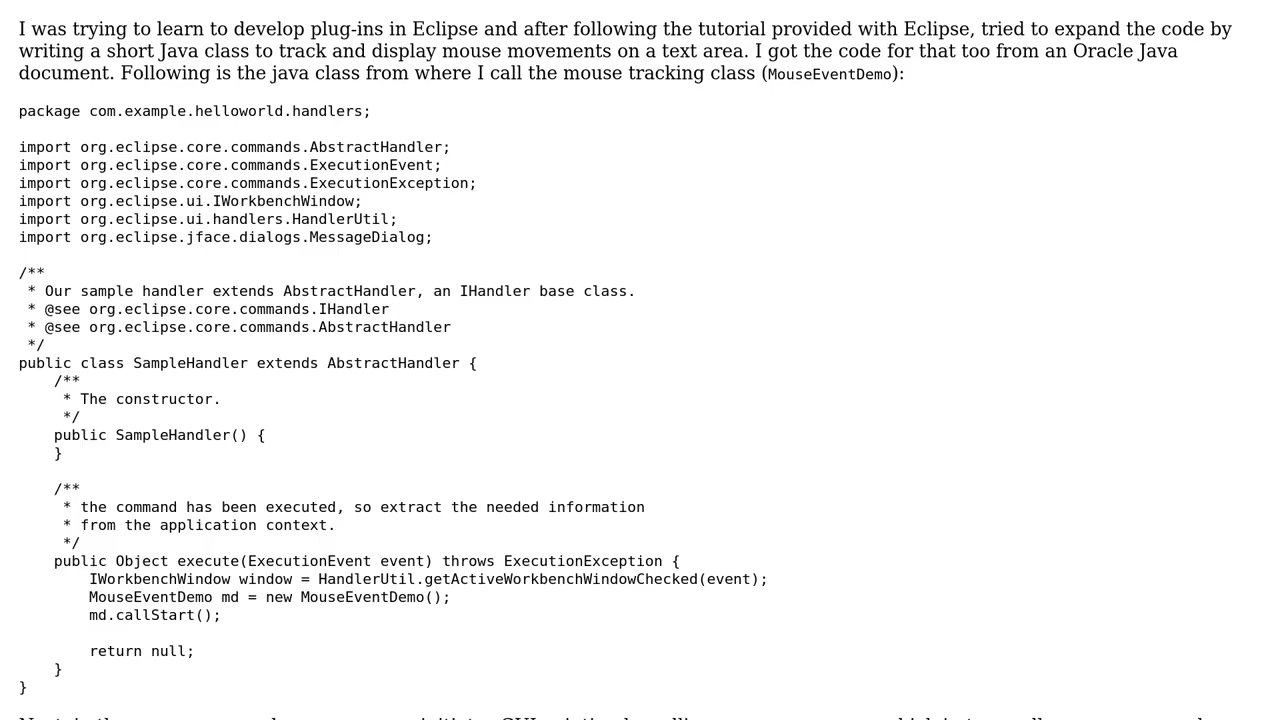 I was trying to learn to develop plug-ins in Eclipse and after following the tutorial provided with Eclipse, tried to expand the code by
writing a short Java class to track and display mouse movements on a text area. I got the code for that too from an Oracle Java
document. Following is the java class from where I call the mouse tracking class (MouseEventDemo):
package com.example.helloworld.handlers;
import org.eclipse.core.commands.AbstractHandler;
import org.eclipse.core.commands.ExecutionEvent;
import org.eclipse.core.commands.ExecutionException;
import org.eclipse.ui.IWorkbenchWindow;
import org.eclipse.ui.handlers.HandlerUtil;
import org.eclipse.jface.dialogs.MessageDialog;
/**
 * Our sample handler extends AbstractHandler, an IHandler base class.
 * @see org.eclipse.core.commands.IHandler
 * @see org.eclipse.core.commands.AbstractHandler
 */
public class SampleHandler extends AbstractHandler {
    /**
     * The constructor.
     */
    public SampleHandler() {
    }
    /**
     * the command has been executed, so extract the needed information
     * from the application context.
     */
    public Object execute(ExecutionEvent event) throws ExecutionException {
        IWorkbenchWindow window = HandlerUtil.getActiveWorkbenchWindowChecked(event);
        MouseEventDemo md = new MouseEventDemo();
        md.callStart();
        return null;
    }
}